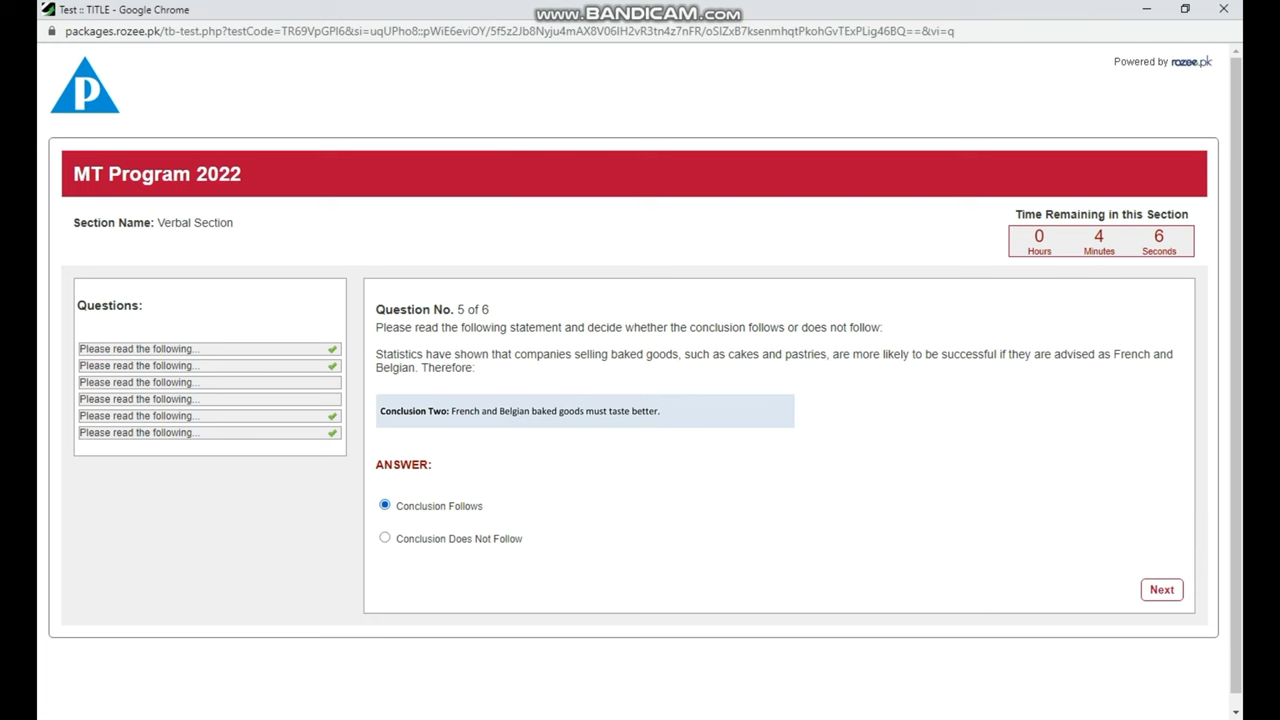 Test :: TITLE - Google Chrome
www.BANDICAM.com
packages.rozee.pk/tb-test.php?testCode=TR69VpGPI6&si=uqUPho8::pWiE6eviOY/5f5z2Jb8Nyju4mAX8V06IH2vR3tn4z7nFR/oSIZxB7ksenmhqtPkohGvTExPLig46BQ==&vi=q
Powered by rozee.pk
P
MT Program 2022
Section Name: Verbal Section
Time Remaining in this Section
0 4 6
Hours Minutes Seconds
Questions:
Please read the following...
Please read the following...
Please read the following...
Please read the following...
Please read the following...
Please read the following...
Question No. 5 of 6
Please read the following statement and decide whether the conclusion follows or does not follow:
Statistics have shown that companies selling baked goods, such as cakes and pastries, are more likely to be successful if they are advised as French and
Belgian. Therefore:
Conclusion Two: French and Belgian baked goods must taste better.
ANSWER:
Conclusion Follows
Conclusion Does Not Follow
Next